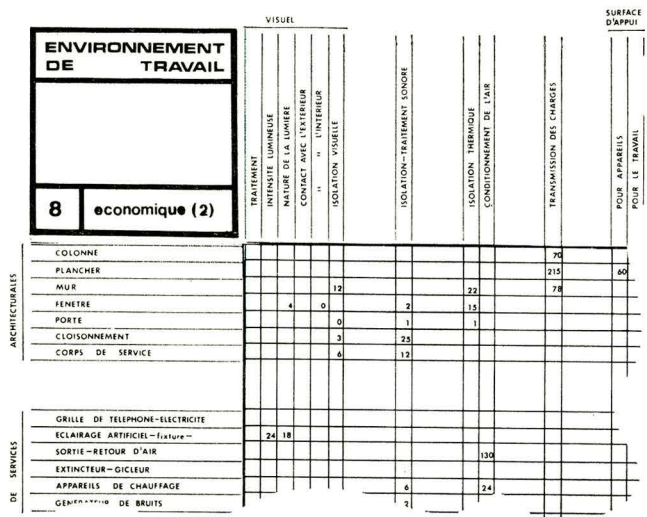 VISUEL
SURFACE
D'APPUI
ENVIRONNEMENT
DE TRAVAIL
8 economique (2)
TRAITEMENT
INTENSITE LUMINEUSE
NATURE DE LA LUMIERE
CONTACT AVEC L'EXTERIEUR
" " L'INTERIEUR
ISOLATION VISUELLE
ISOLATION-TRAITEMENT SONORE
ISOLATION THERMIQUE
CONDITIONNEMENT DE L'AIR
TRANSMISSION DES CHARGES
POUR APPAREILS
POUR LE TRAVAIL
ARCHITECTURALES
COLONNE 70
PLANCHER 215 60
MUR 12 22 78
FENETRE 4 0 2 15
PORTE 0 1 1
CLOISONNEMENT 3 25
CORPS DE SERVICE 6 12
DE SERVICES
GRILLE DE TELEPHONE-ELECTRICITE
ECLAIRAGE ARTIFICIEL-fixture- 24 18
SORTIE-RETOUR D'AIR 130
EXTINCTEUR-GICLEUR
APPAREILS DE CHAUFFAGE 6 24
DE BRUITS 2